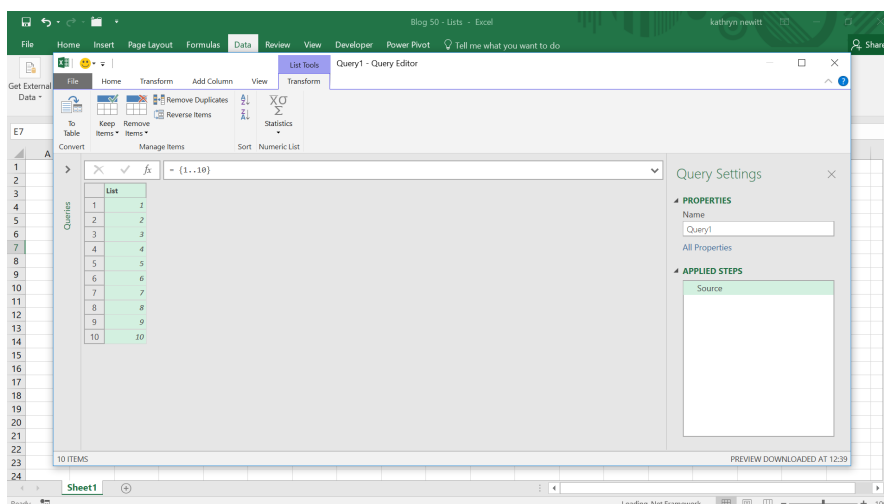 Blog 50 - Lists - Excel
kathryn newitt
File Home Insert Page Layout Formulas Data Review View Developer Power Pivot Tell me what you want to do
Share
Get External
Data
List Tools
Query1 - Query Editor
File Home Transform Add Column View Transform
To
Table
Keep
Items
Remove
Items
Remove Duplicates
Reverse Items
Statistics
Convert Manage Items Sort Numeric List
E7
A
1
2
3
4
5
6
7
8
9
10
11
12
13
14
15
16
17
18
19
20
21
22
23
24
Queries
fx = {1..10}
List
1 1
2 2
3 3
4 4
5 5
6 6
7 7
8 8
9 9
10 10
Query Settings
PROPERTIES
Name
Query1
All Properties
APPLIED STEPS
Source
10 ITEMS
PREVIEW DOWNLOADED AT 12:39
Sheet1
Ready
Loading .Net Framework